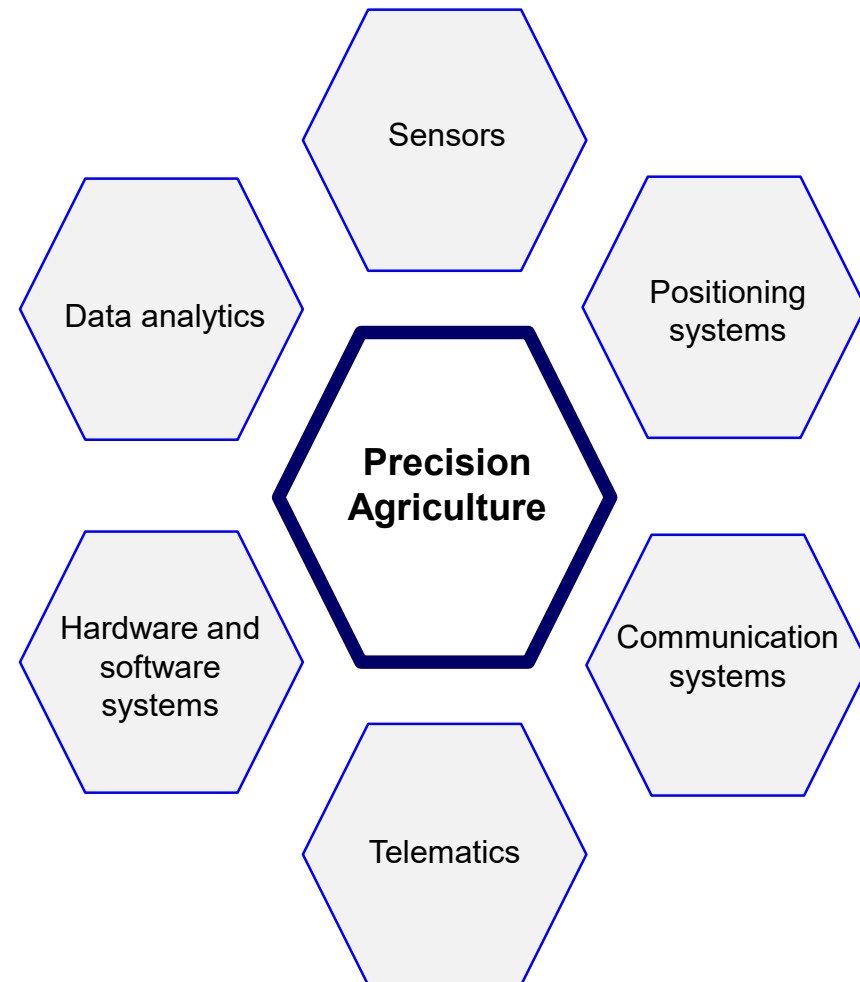 Sensors
Data analytics
Positioning
systems
Precision
Agriculture
Hardware and
software
systems
Communication
systems
Telematics